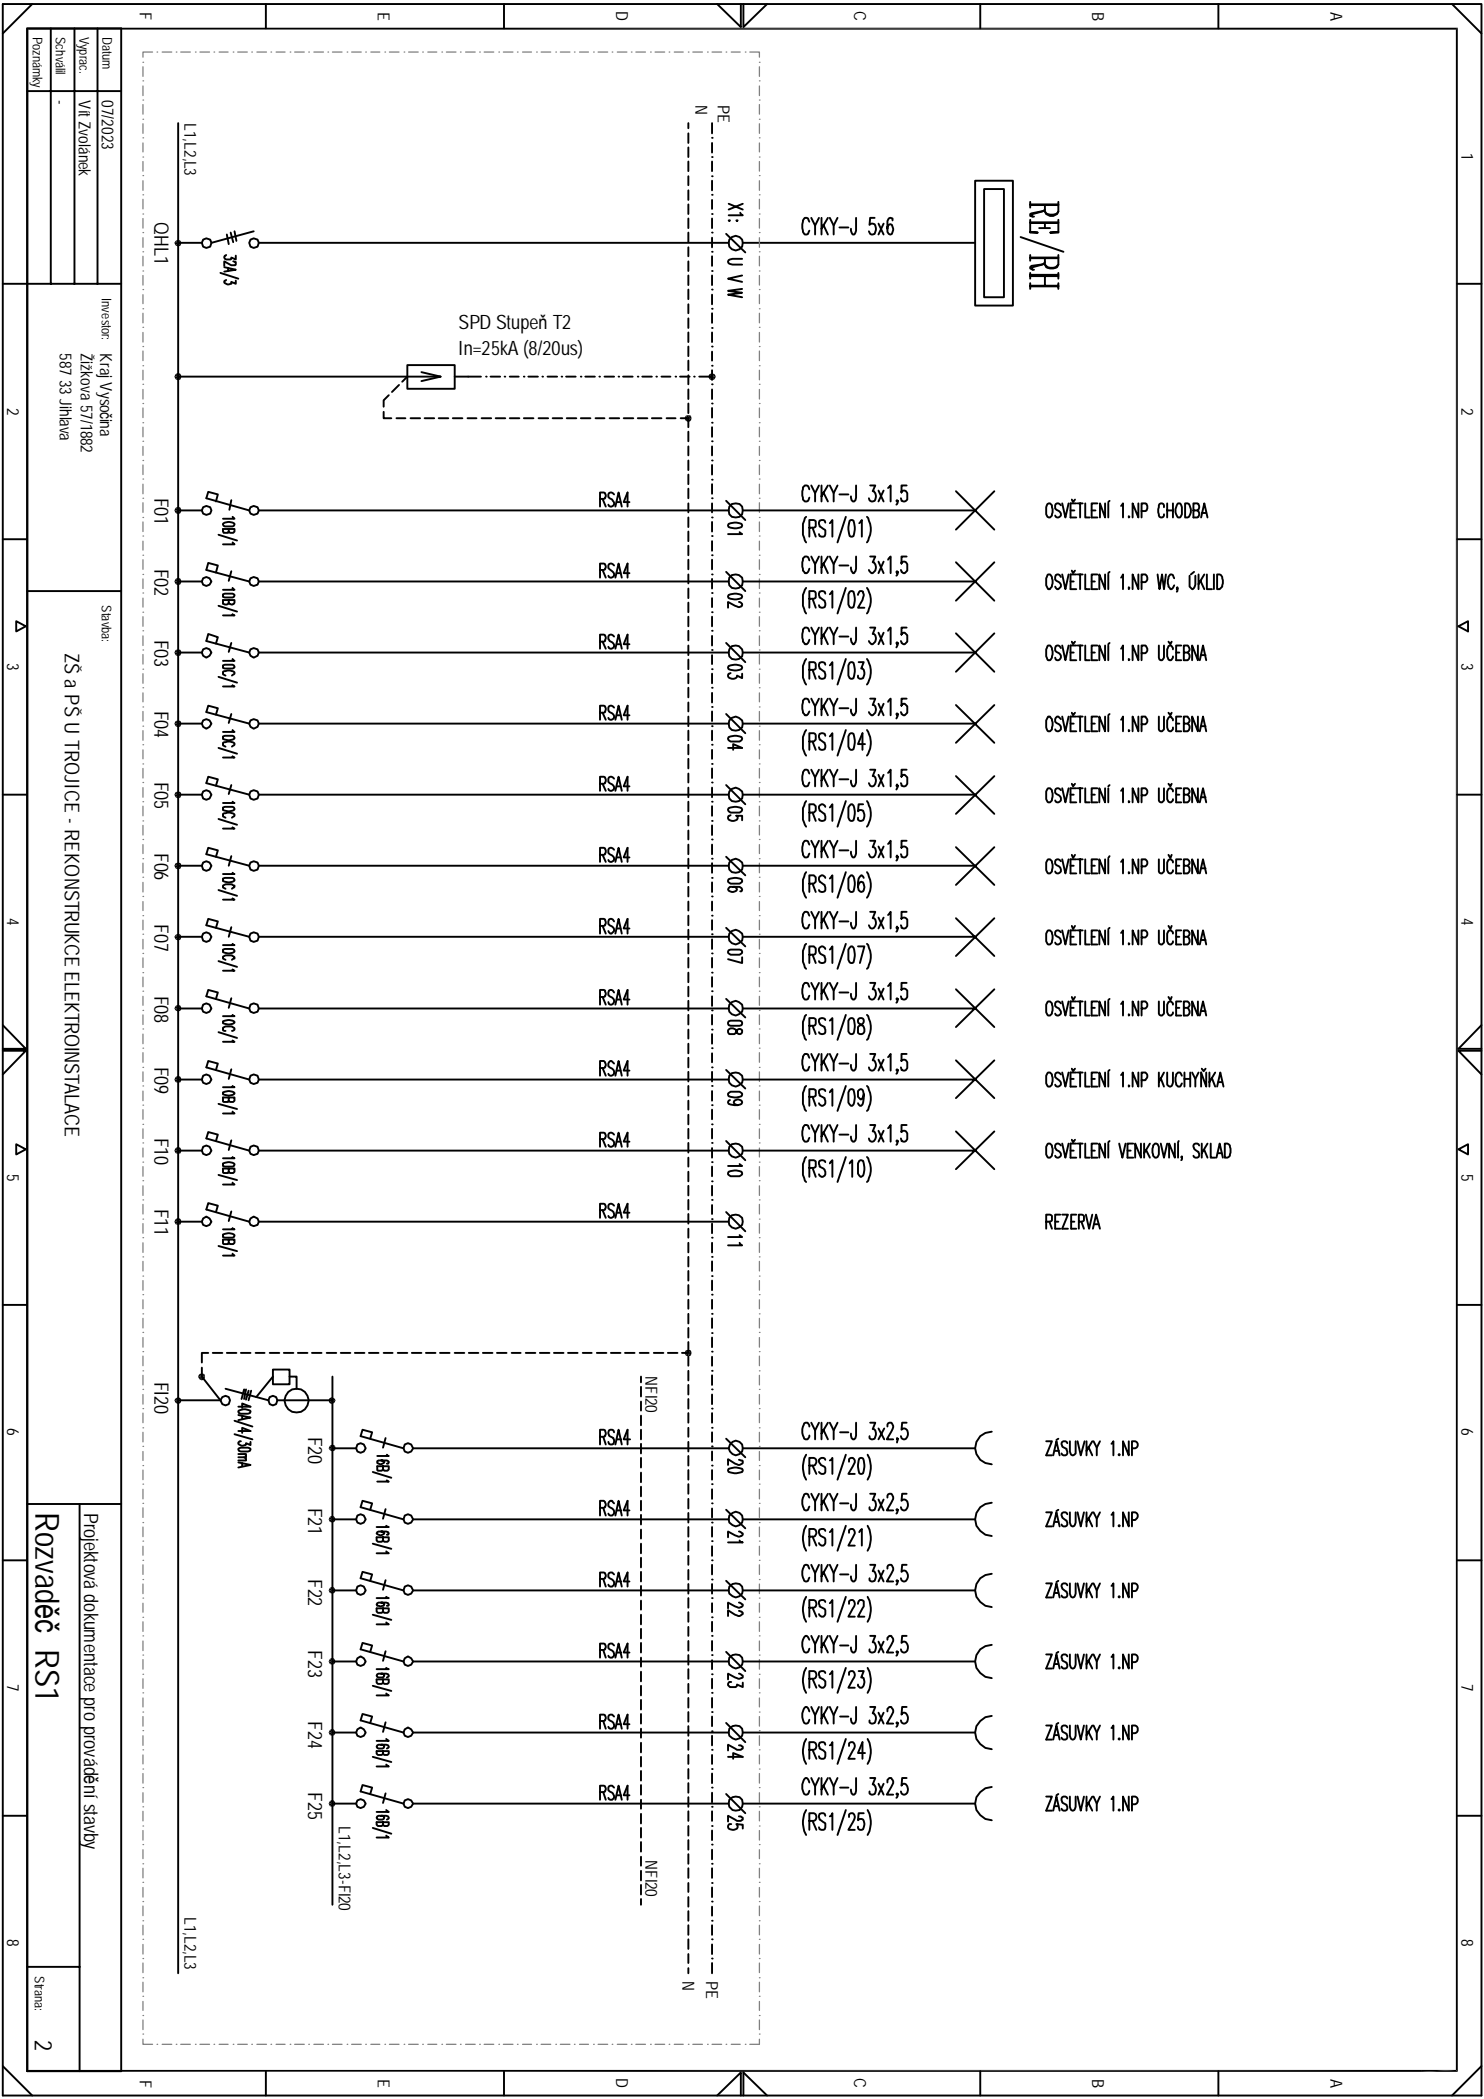 1
2
3
4
5
6
7
8
A
B
C
D
E
F
RE/RH
CYKY-J 5x6
X1:
U V W
PE
N
L1,L2,L3
QHL1
32A/3
SPD Stupeň T2
In=25kA (8/20us)
F01
10B/1
RSA4
01
CYKY-J 3x1,5
(RS1/01)
OSVĚTLENÍ 1.NP CHODBA
F02
10B/1
RSA4
02
CYKY-J 3x1,5
(RS1/02)
OSVĚTLENÍ 1.NP WC, ÚKLID
F03
10C/1
RSA4
03
CYKY-J 3x1,5
(RS1/03)
OSVĚTLENÍ 1.NP UČEBNA
F04
10C/1
RSA4
04
CYKY-J 3x1,5
(RS1/04)
OSVĚTLENÍ 1.NP UČEBNA
F05
10C/1
RSA4
05
CYKY-J 3x1,5
(RS1/05)
OSVĚTLENÍ 1.NP UČEBNA
F06
10C/1
RSA4
06
CYKY-J 3x1,5
(RS1/06)
OSVĚTLENÍ 1.NP UČEBNA
F07
10C/1
RSA4
07
CYKY-J 3x1,5
(RS1/07)
OSVĚTLENÍ 1.NP UČEBNA
F08
10C/1
RSA4
08
CYKY-J 3x1,5
(RS1/08)
OSVĚTLENÍ 1.NP UČEBNA
F09
10B/1
RSA4
09
CYKY-J 3x1,5
(RS1/09)
OSVĚTLENÍ 1.NP KUCHYŇKA
F10
10B/1
RSA4
10
CYKY-J 3x1,5
(RS1/10)
OSVĚTLENÍ VENKOVNÍ, SKLAD
F11
10B/1
RSA4
11
REZERVA
FI20
40A/4/30mA
NFI20
F20
16B/1
RSA4
20
CYKY-J 3x2,5
(RS1/20)
ZÁSUVKY 1.NP
F21
16B/1
RSA4
21
CYKY-J 3x2,5
(RS1/21)
ZÁSUVKY 1.NP
F22
16B/1
RSA4
22
CYKY-J 3x2,5
(RS1/22)
ZÁSUVKY 1.NP
F23
16B/1
RSA4
23
CYKY-J 3x2,5
(RS1/23)
ZÁSUVKY 1.NP
F24
16B/1
RSA4
24
CYKY-J 3x2,5
(RS1/24)
ZÁSUVKY 1.NP
F25
16B/1
RSA4
25
CYKY-J 3x2,5
(RS1/25)
ZÁSUVKY 1.NP
L1,L2,L3-FI20
NFI20
L1,L2,L3
PE
N
Datum 07/2023
Vyprac. Vít Zvolánek
Schválil -
Poznámky
Investor: Kraj Vysočina
Žižkova 57/1882
587 33 Jihlava
Stavba:
ZŠ a PŠ U TROJICE - REKONSTRUKCE ELEKTROINSTALACE
Projektová dokumentace pro provádění stavby
Rozvaděč RS1
Strana: 2
1
2
3
4
5
6
7
8
A
B
C
D
E
F